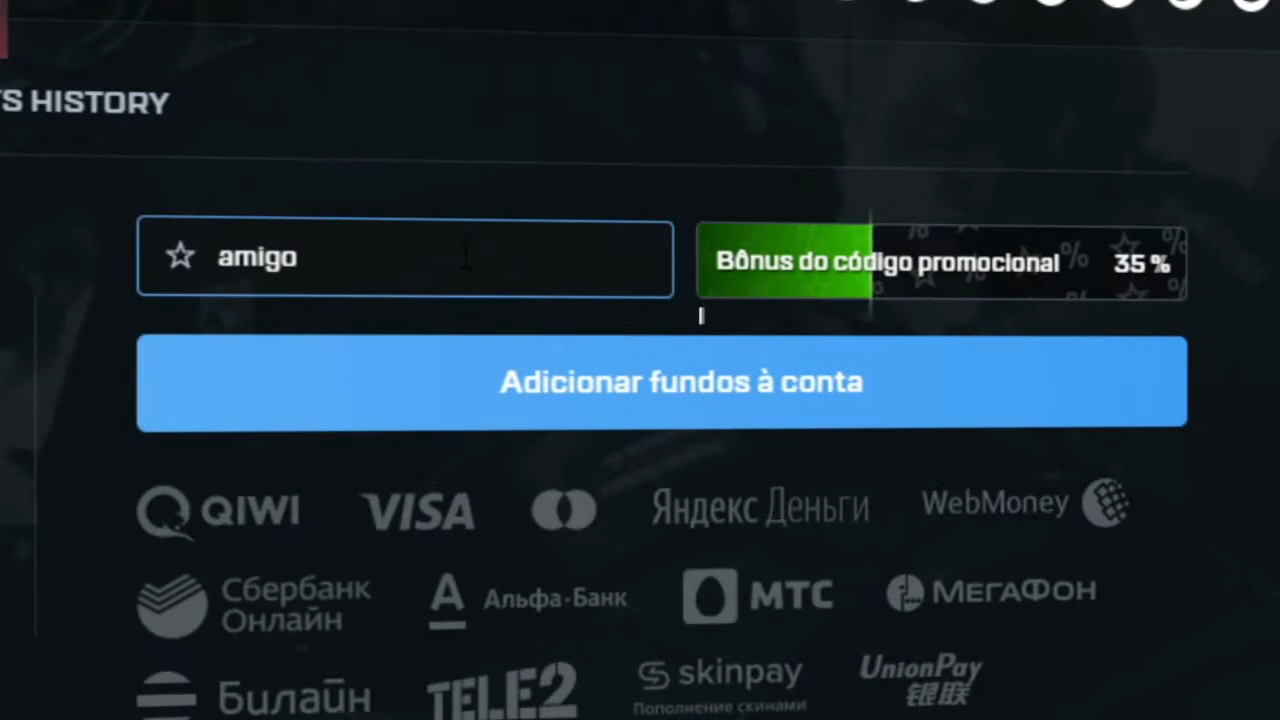 TS HISTORY
amigo
Bônus do código promocional 35 %
Adicionar fundos à conta
QIWI VISA Яндекс Деньги WebMoney
Сбербанк
Онлайн
Альфа·Банк МТС МЕГАФОН
Билайн TELE2 skinpay
Пополнение скинами
UnionPay
银联